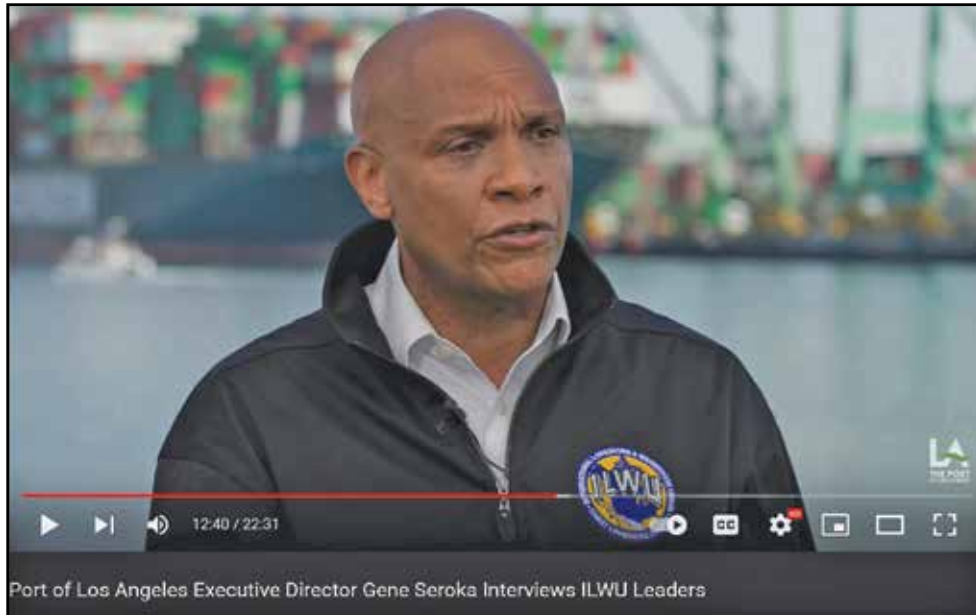 ILWU
LA
THE PORT
12:40 / 22:31
CC
Port of Los Angeles Executive Director Gene Seroka Interviews ILWU Leaders